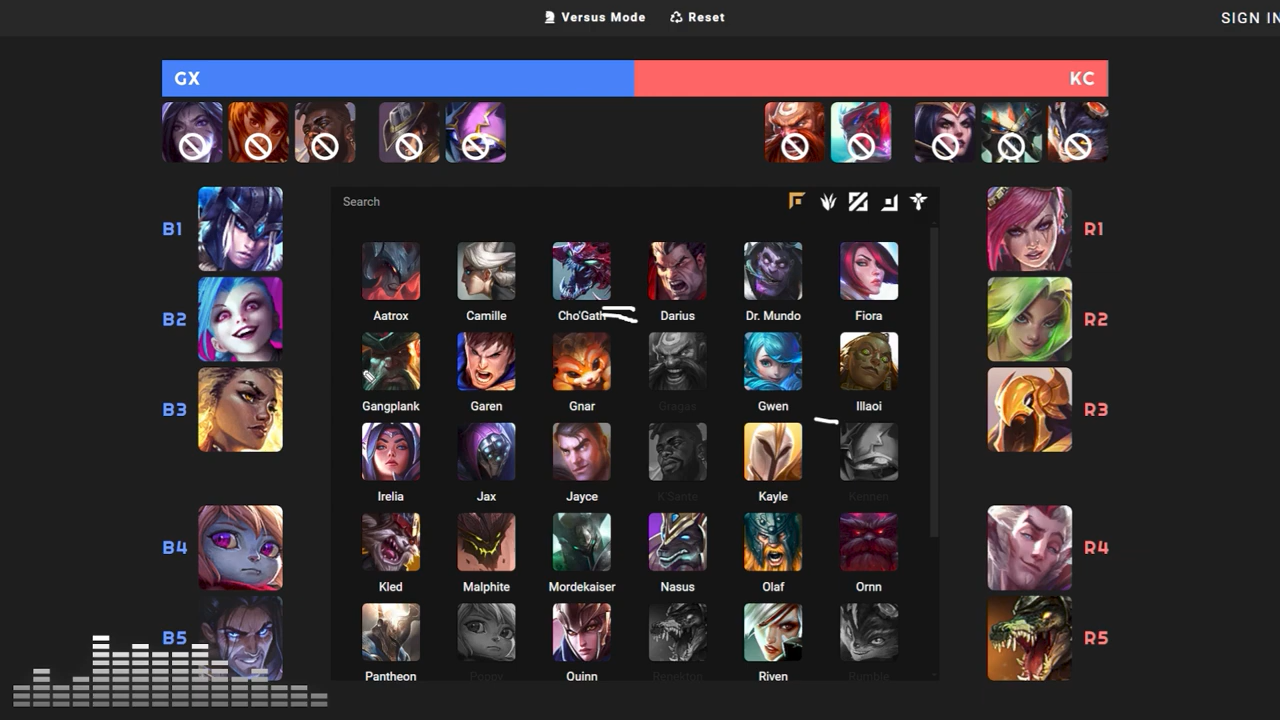 Versus Mode Reset SIGN IN
GX KC
Search
B1 R1
Aatrox Camille Cho'Gath Darius Dr. Mundo Fiora
B2 R2
Gangplank Garen Gnar Gragas Gwen Illaoi
B3 R3
Irelia Jax Jayce K'Sante Kayle Kennen
B4 R4
Kled Malphite Mordekaiser Nasus Olaf Ornn
B5 R5
Pantheon Poppy Quinn Renekton Riven Rumble